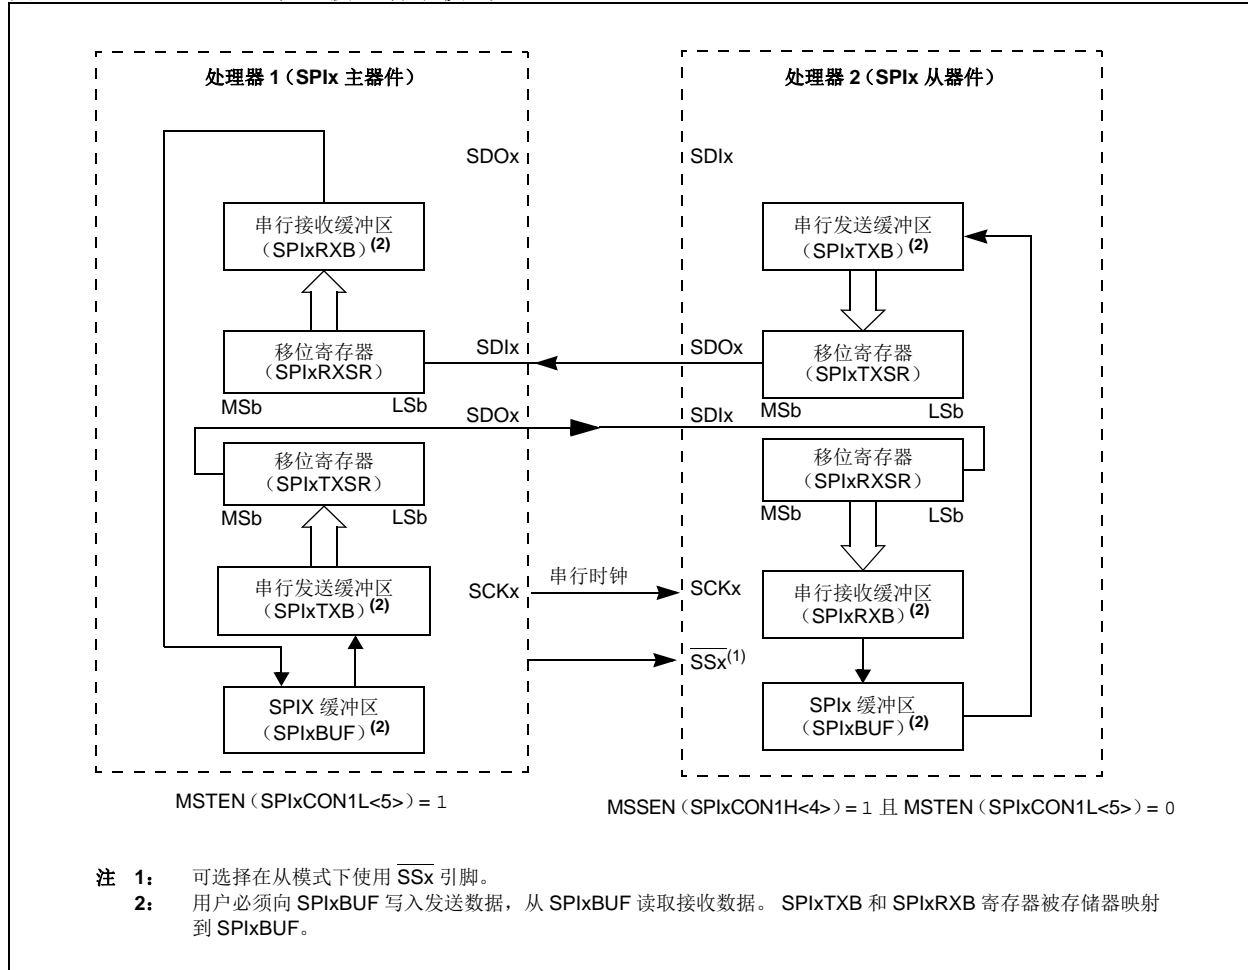 处理器 1（SPIx 主器件）
处理器 2（SPIx 从器件）
SDOx
SDIx
串行接收缓冲区
（SPIxRXB）(2)
串行发送缓冲区
（SPIxTXB）(2)
移位寄存器
（SPIxRXSR）
SDIx
SDOx
移位寄存器
（SPIxTXSR）
MSb
LSb
SDOx
SDIx
MSb
LSb
移位寄存器
（SPIxTXSR）
移位寄存器
（SPIxRXSR）
MSb
LSb
MSb
LSb
串行发送缓冲区
（SPIxTXB）(2)
SCKx
串行时钟
SCKx
串行接收缓冲区
（SPIxRXB）(2)
SSx(1)
SPIX 缓冲区
（SPIxBUF）(2)
SPIx 缓冲区
（SPIxBUF）(2)
MSTEN（SPIxCON1L<5>）= 1
MSSEN（SPIxCON1H<4>）= 1 且 MSTEN（SPIxCON1L<5>）= 0
注 1： 可选择在从模式下使用 SSx 引脚。
2： 用户必须向 SPIxBUF 写入发送数据，从 SPIxBUF 读取接收数据。 SPIxTXB 和 SPIxRXB 寄存器被存储器映射
到 SPIxBUF。